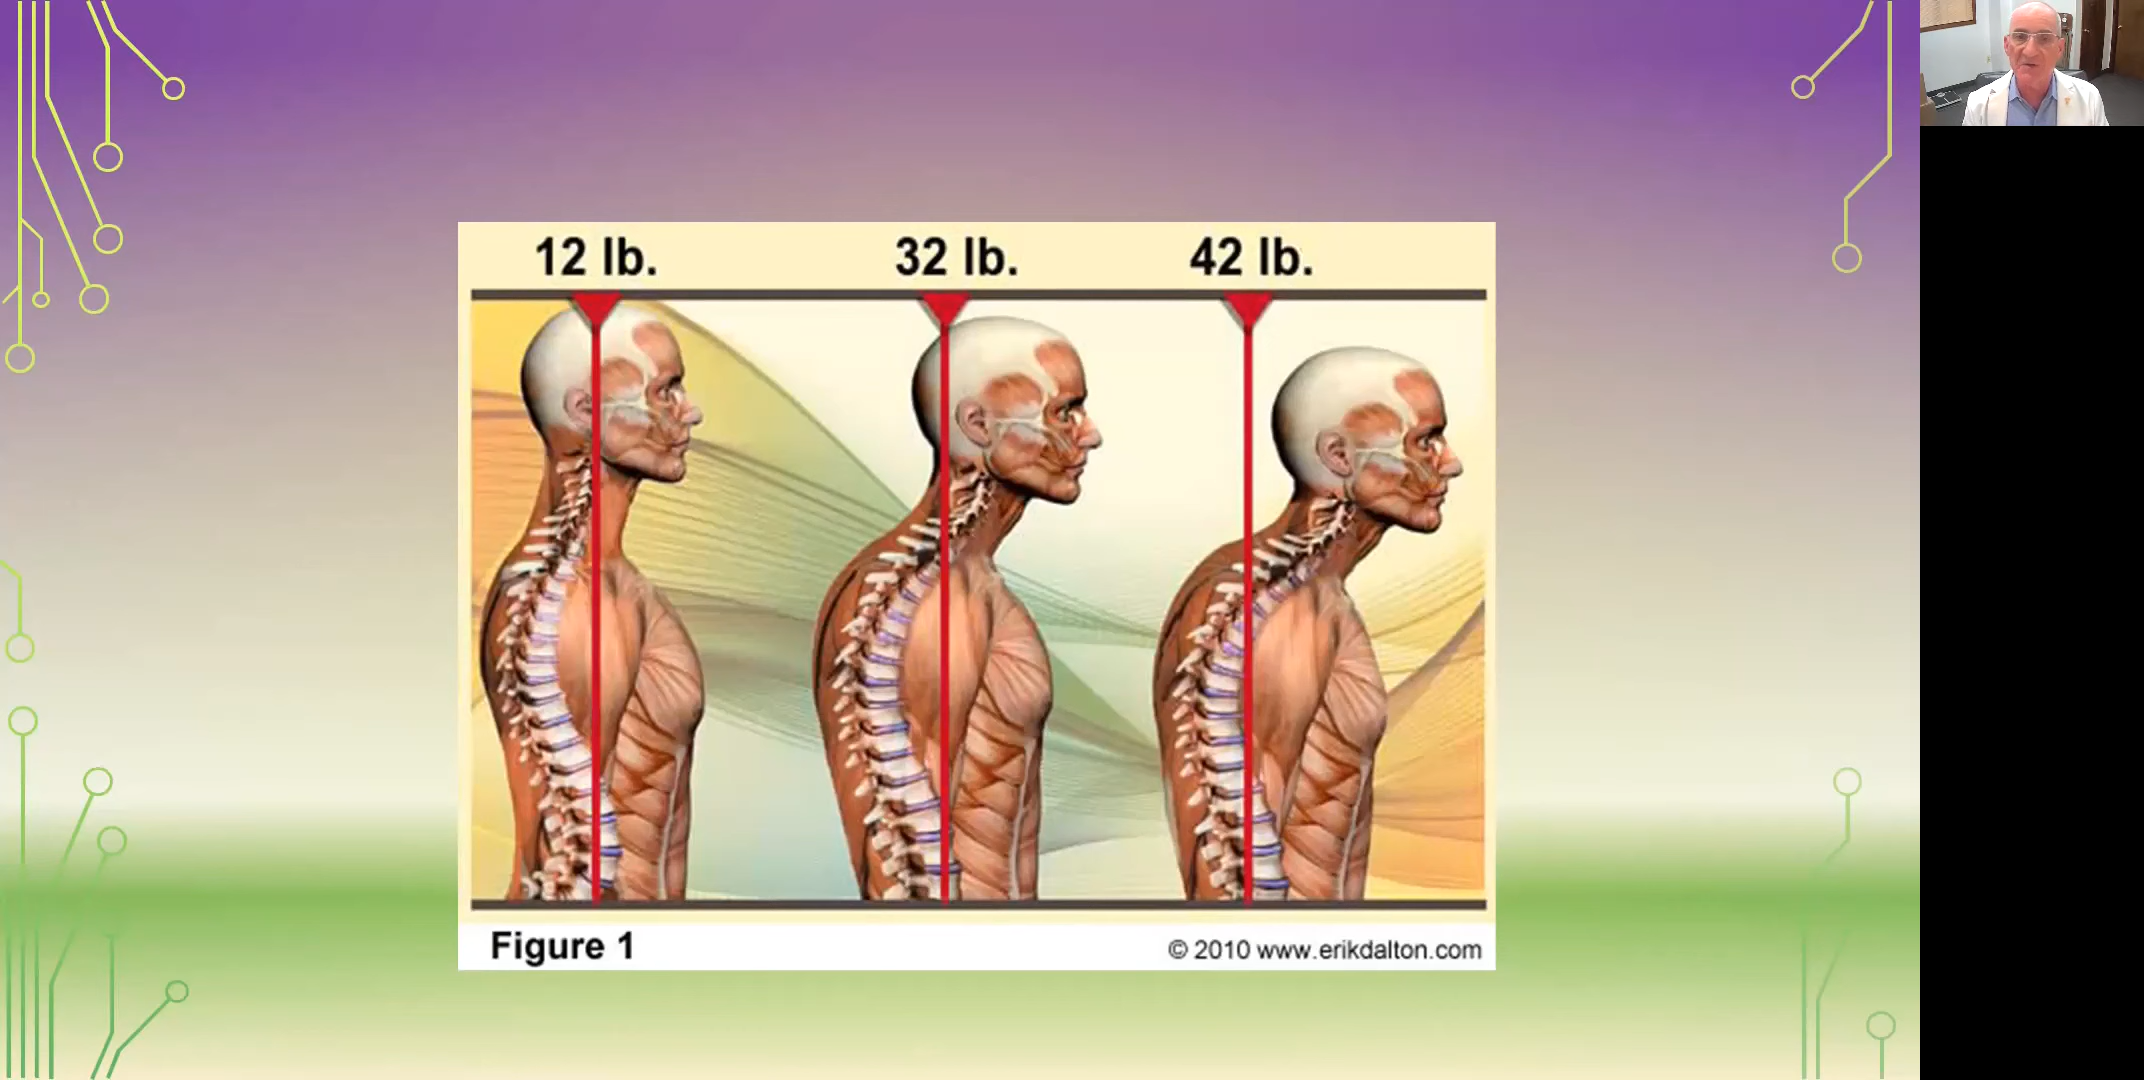 12 lb. 32 lb. 42 lb.
Figure 1
© 2010 www.erikdalton.com